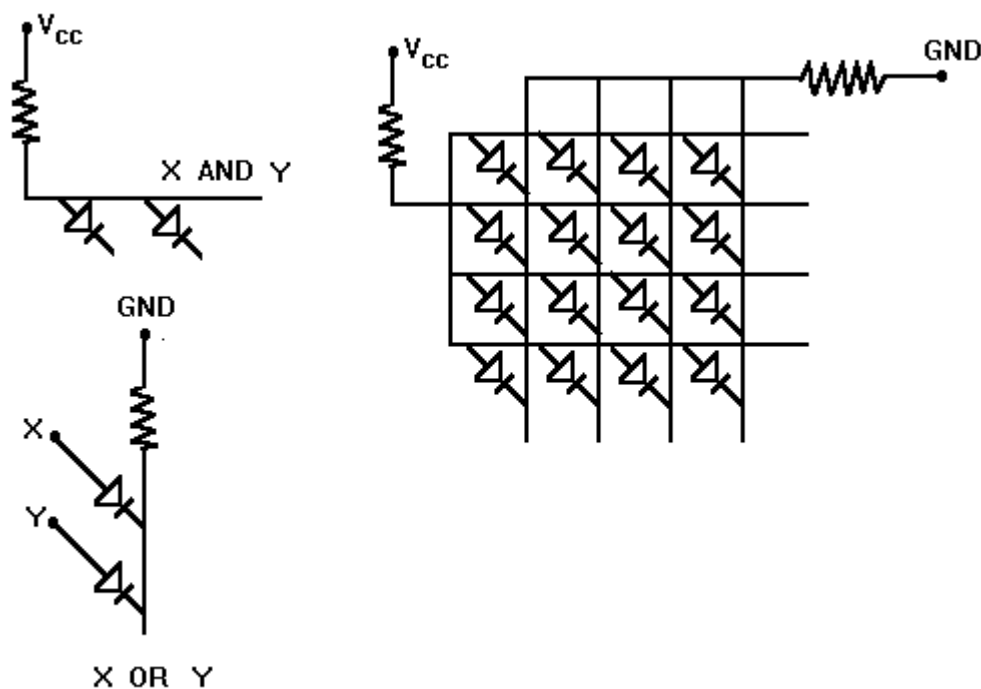 VCC
X AND Y
GND
X
Y
X OR Y
VCC
GND